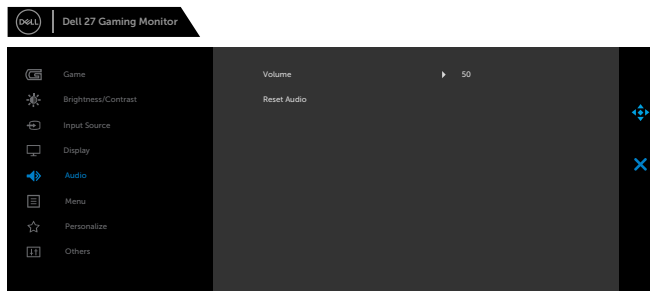 DELL
Dell 27 Gaming Monitor
Game
Volume
50
Brightness/Contrast
Reset Audio
Input Source
Display
Audio
Menu
Personalize
Others